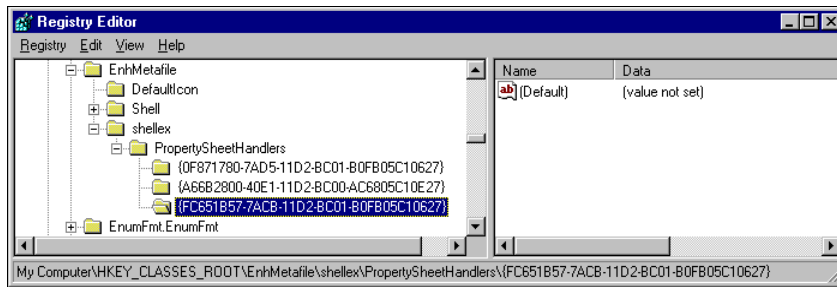 Registry Editor
Registry Edit View Help
EnhMetafile
DefaultIcon
Shell
shellex
PropertySheetHandlers
{0F871780-7AD5-11D2-BC01-B0FB05C10627}
{A66B2800-40E1-11D2-BC00-AC6805C10E27}
{FC651B57-7ACB-11D2-BC01-B0FB05C10627}
EnumFmt.EnumFmt
Name Data
ab (Default) (value not set)
My Computer\HKEY_CLASSES_ROOT\EnhMetafile\shellex\PropertySheetHandlers\{FC651B57-7ACB-11D2-BC01-B0FB05C10627}